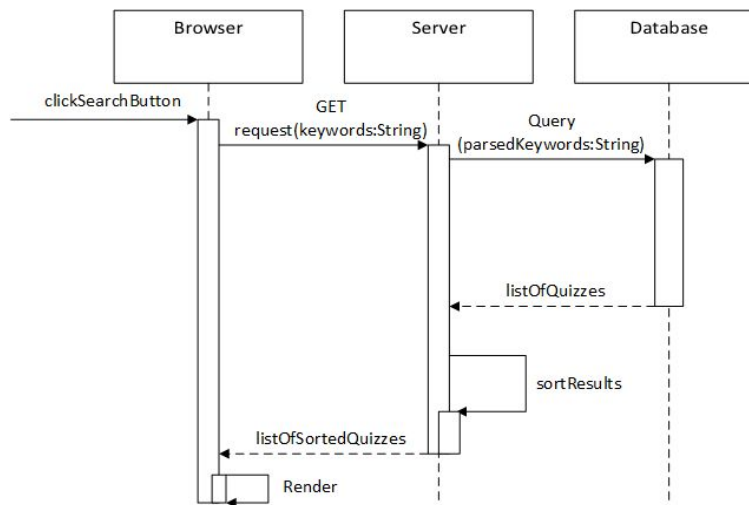 Browser
Server
Database
clickSearchButton
GET
request(keywords:String)
Query
(parsedKeywords:String)
listOfQuizzes
sortResults
listOfSortedQuizzes
Render